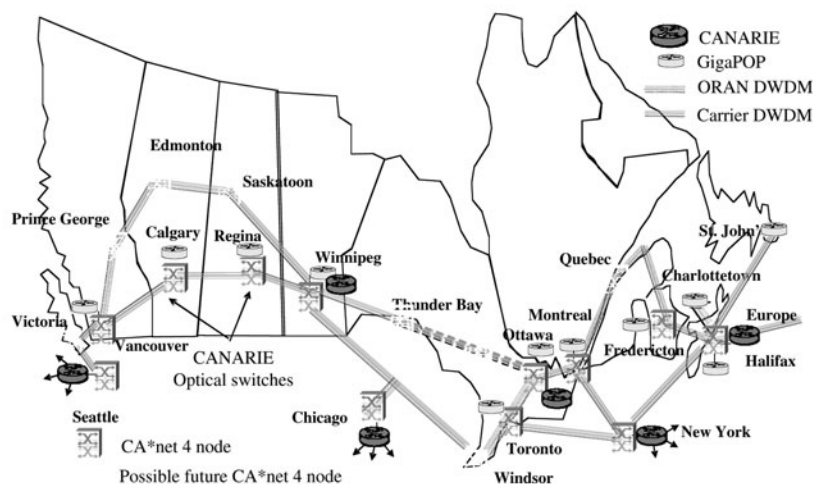 CANARIE
GigaPOP
ORAN DWDM
Carrier DWDM
Edmonton
Saskatoon
Prince George
Calgary
Regina
Winnipeg
St. John'
Quebec
Charlottetown
Thunder Bay
Montreal
Europe
Victoria
Vancouver
Ottawa
Fredericton
Halifax
CANARIE
Optical switches
Seattle
Chicago
Toronto
New York
CA*net 4 node
Possible future CA*net 4 node
Windsor